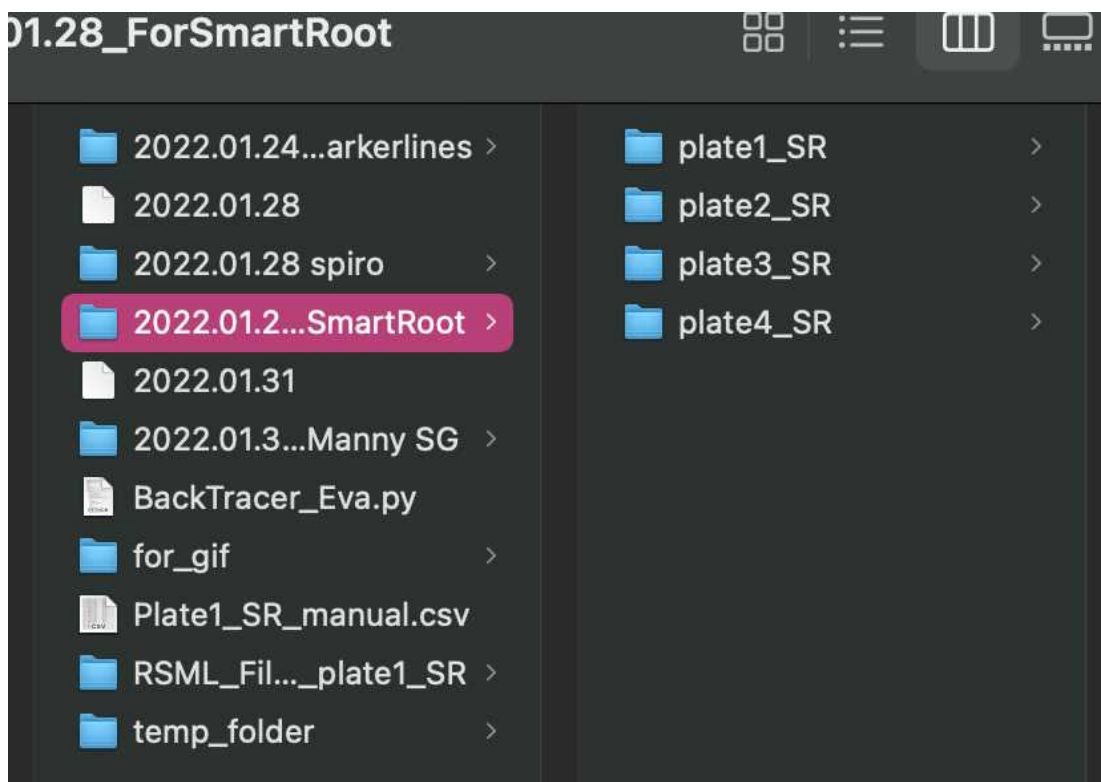 01.28_ForSmartRoot
2022.01.24...arkerlines
2022.01.28
2022.01.28 spiro
2022.01.2...SmartRoot
2022.01.31
2022.01.3...Manny SG
BackTracer_Eva.py
for_gif
Plate1_SR_manual.csv
RSML_Fil..._plate1_SR
temp_folder
plate1_SR
plate2_SR
plate3_SR
plate4_SR